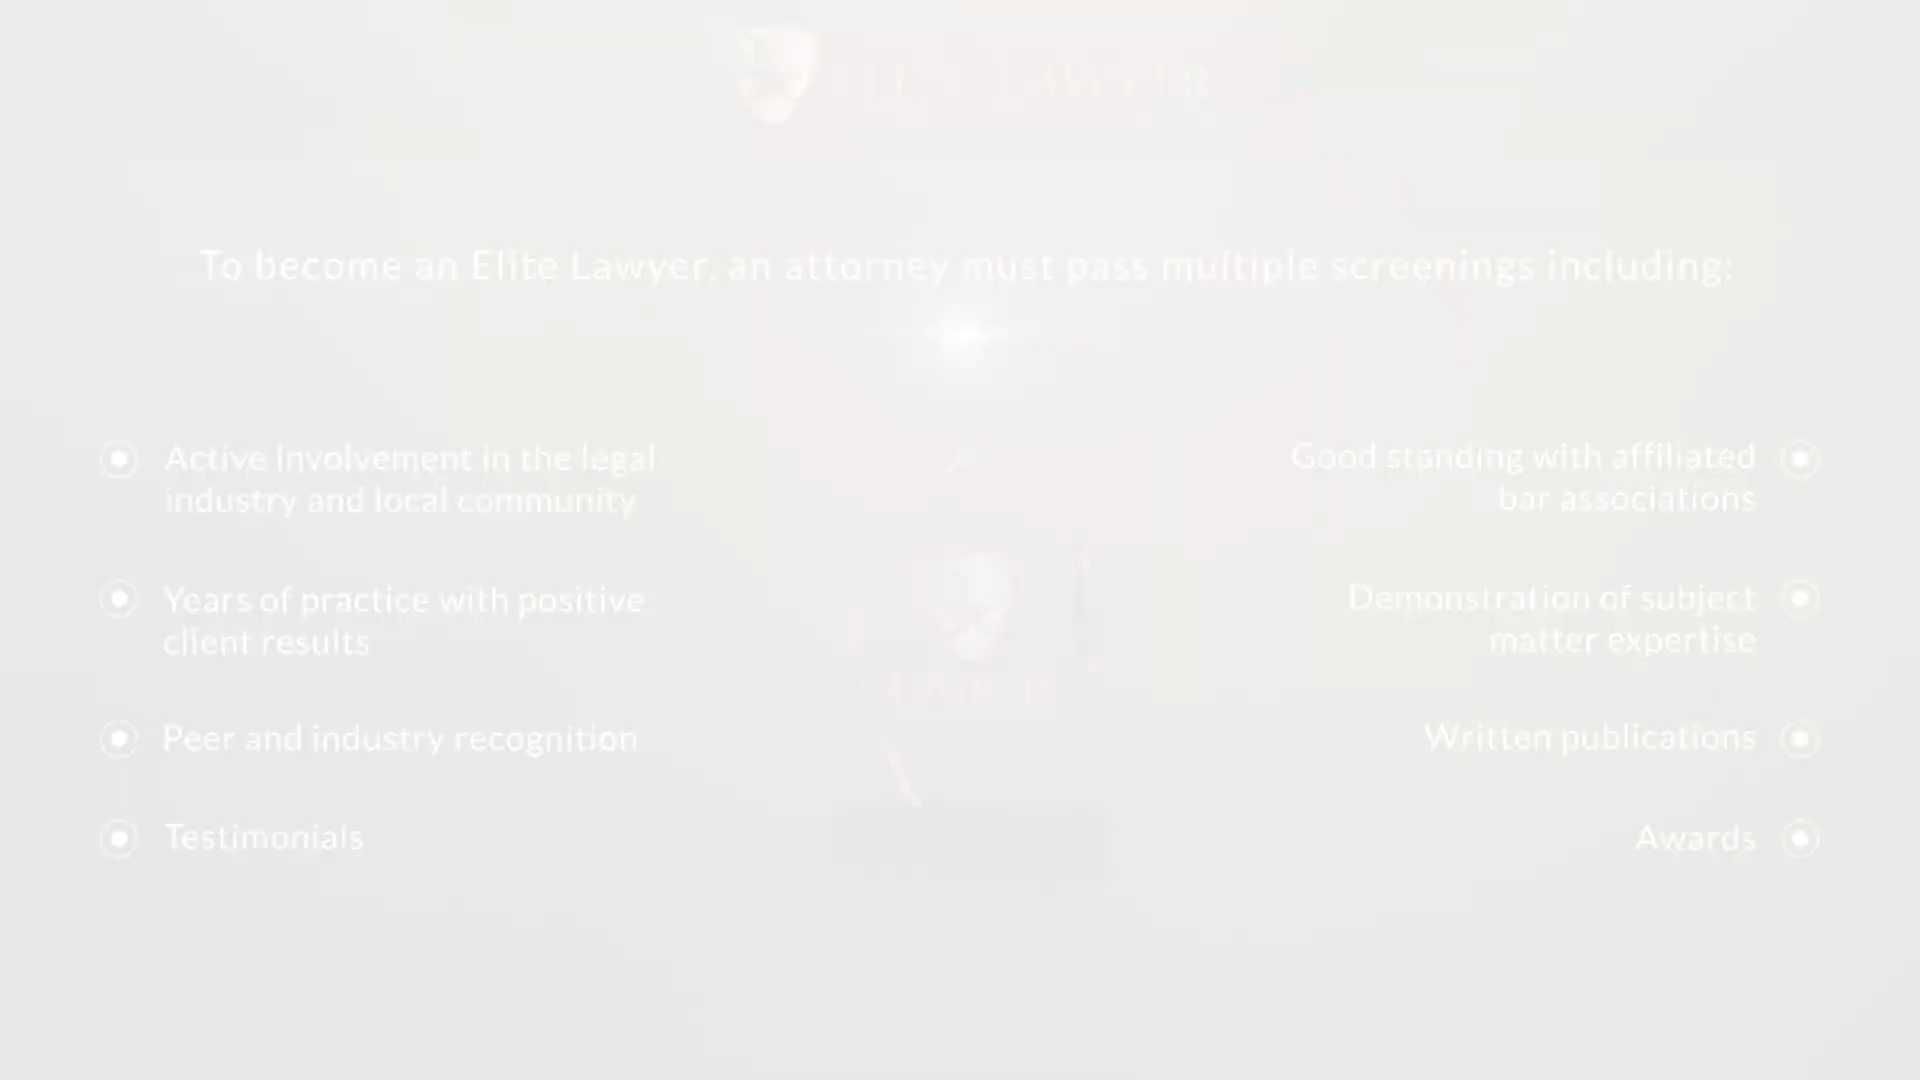 ELITE LAWYER
To become an Elite Lawyer, an attorney must pass multiple screenings including:
Active Involvement in the legal
industry and local community
Years of practice with positive
client results
Peer and industry recognition
Testimonials
Good standing with affiliated
bar associations
Demonstration of subject
matter expertise
Written publications
Awards